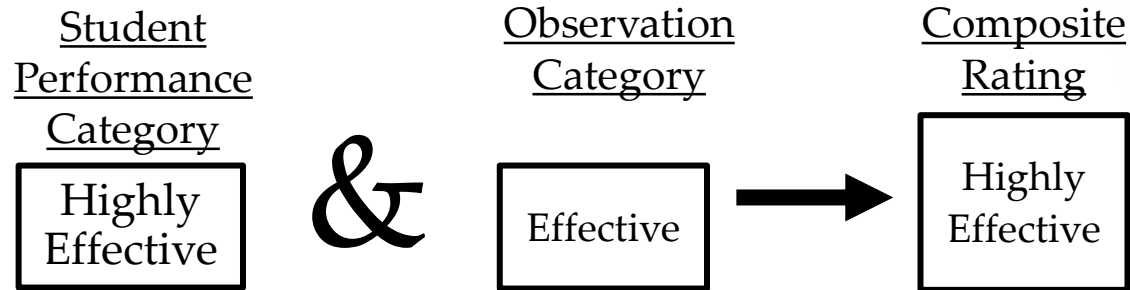 Student
Performance
Category
Highly
Effective
&
Observation
Category
Effective
Composite
Rating
Highly
Effective